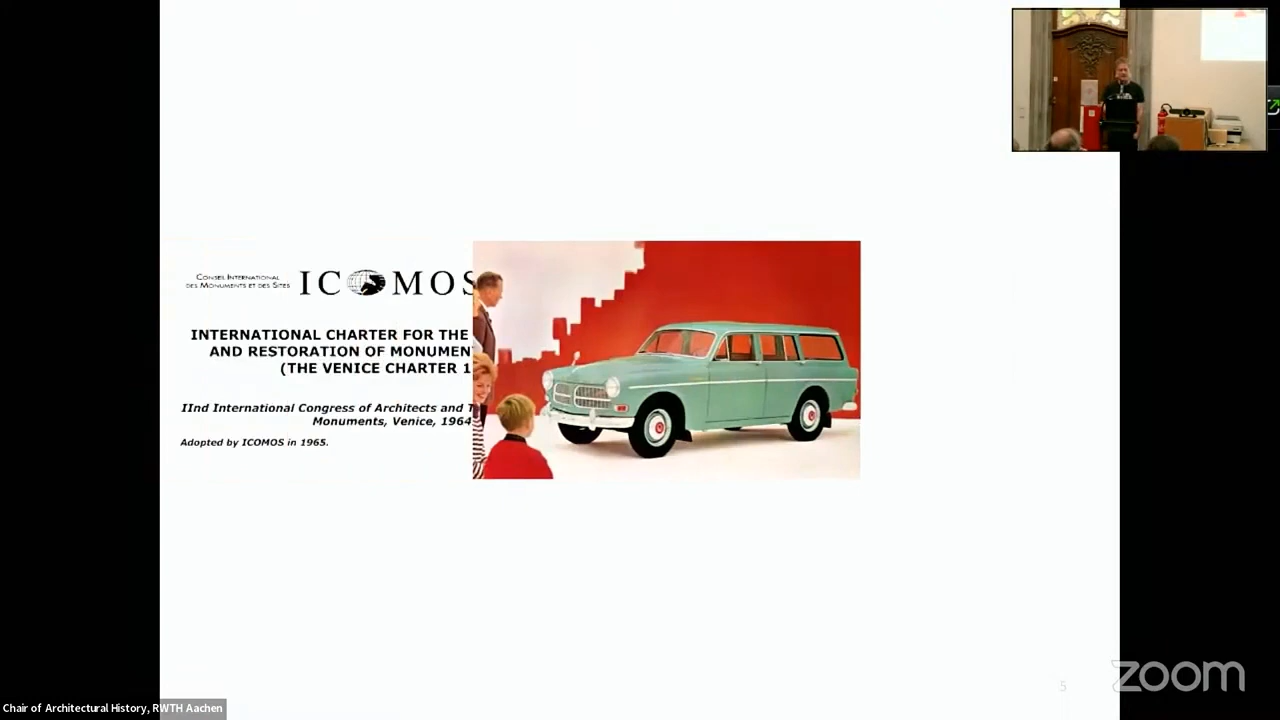 CONSEIL INTERNATIONAL
DES MONUMENTS ET DES SITES
ICOMOS
INTERNATIONAL CHARTER FOR THE
AND RESTORATION OF MONUMEN
(THE VENICE CHARTER 1
IInd International Congress of Architects and T
Monuments, Venice, 1964
Adopted by ICOMOS in 1965.
5
zoom
Chair of Architectural History, RWTH Aachen